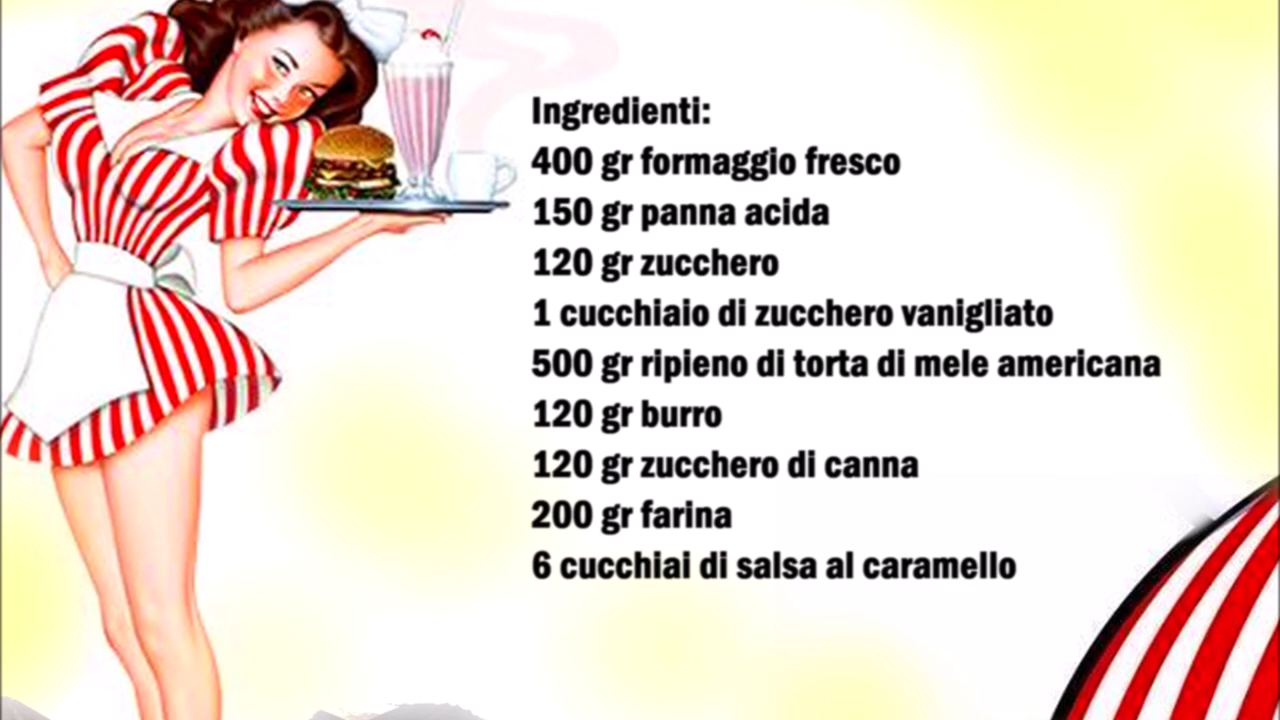 Ingredienti:
400 gr formaggio fresco
150 gr panna acida
120 gr zucchero
1 cucchiaio di zucchero vanigliato
500 gr ripieno di torta di mele americana
120 gr burro
120 gr zucchero di canna
200 gr farina
6 cucchiai di salsa al caramello